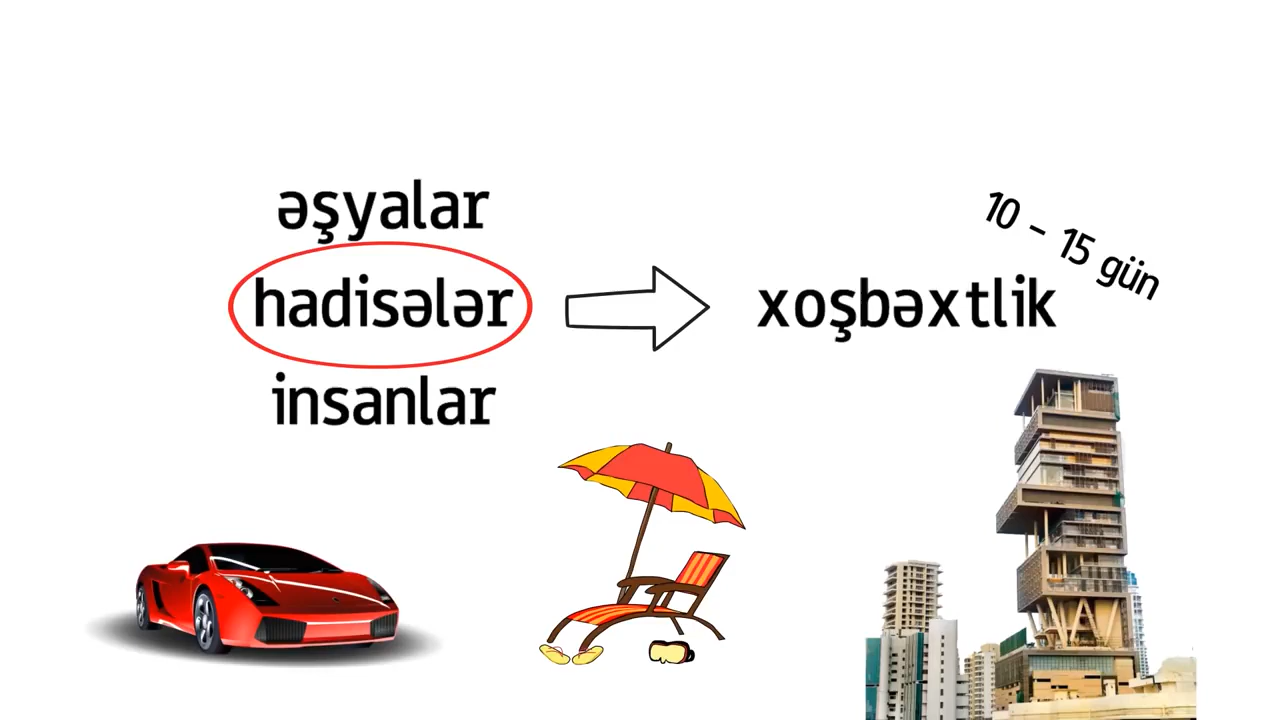 əşyalar
hadisələr
insanlar
xoşbəxtlik
10 - 15 gün